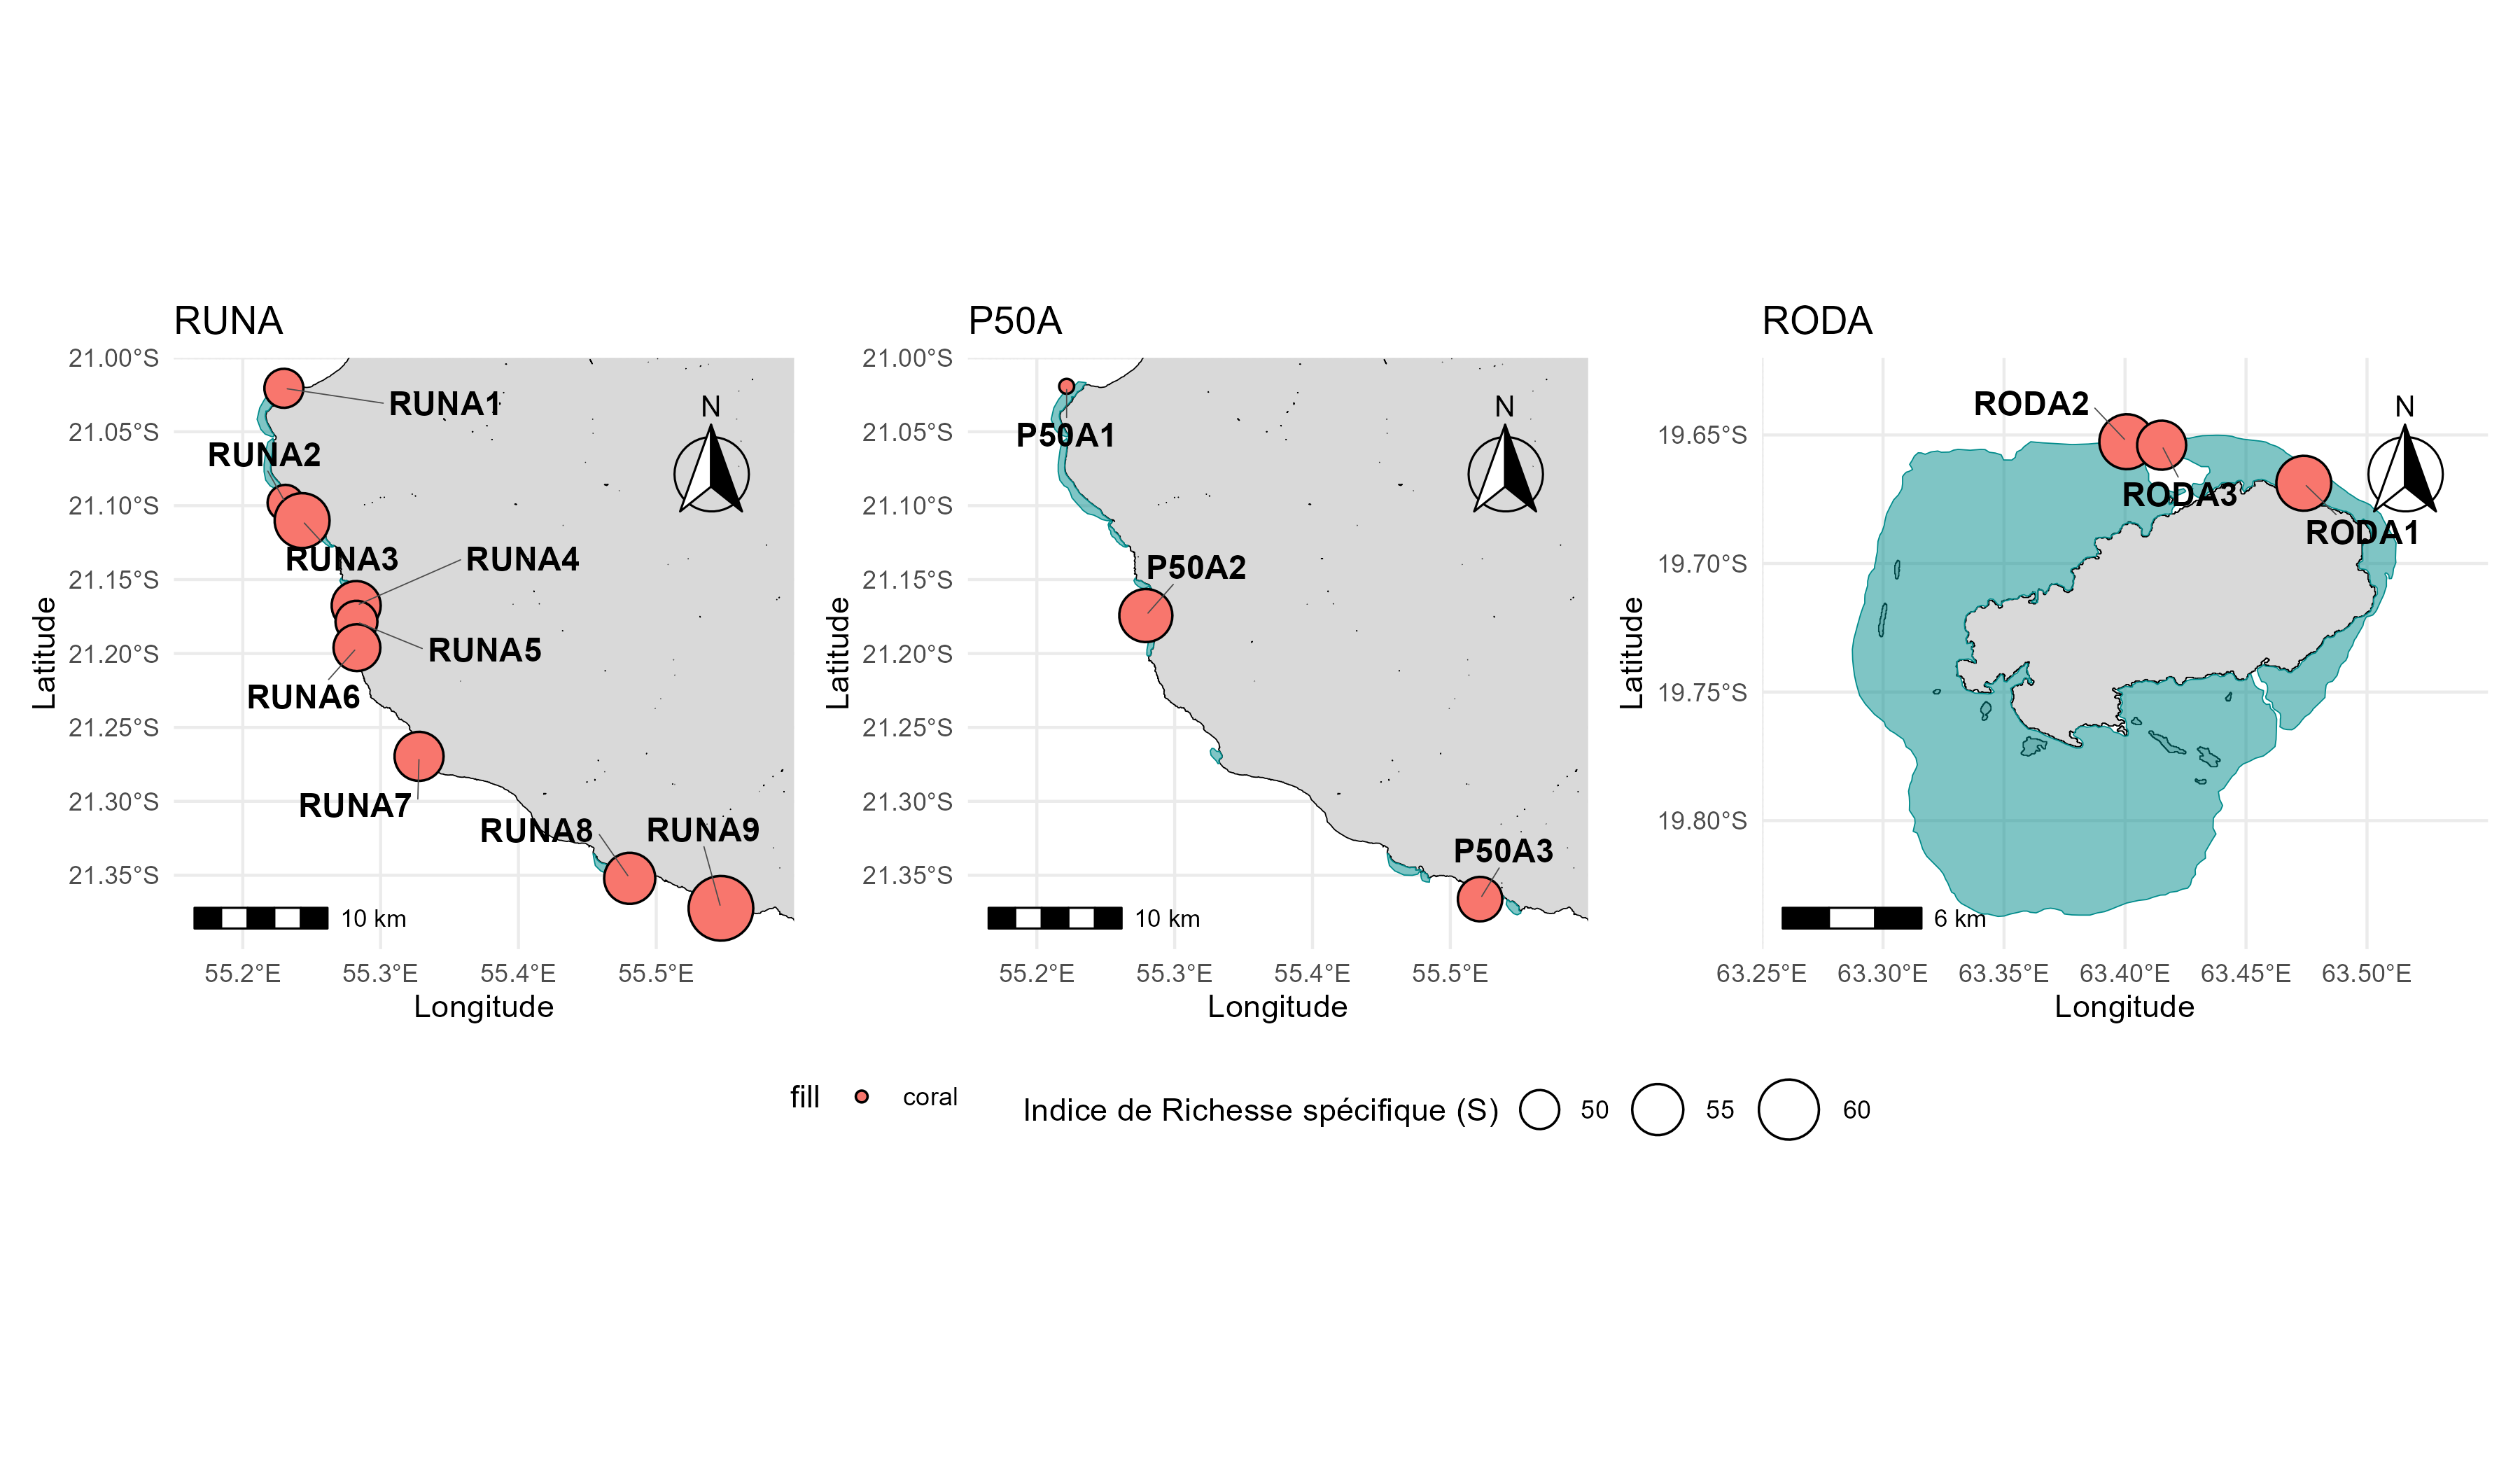 RUNA
21.00°S
21.05°S
21.10°S
21.15°S
21.20°S
21.25°S
21.30°S
21.35°S
Latitude
RUNA1
RUNA2
RUNA3
RUNA4
RUNA5
RUNA6
RUNA7
RUNA8
RUNA9
N
10 km
55.2°E 55.3°E 55.4°E 55.5°E
Longitude
P50A
21.00°S
21.05°S
21.10°S
21.15°S
21.20°S
21.25°S
21.30°S
21.35°S
Latitude
P50A1
P50A2
P50A3
N
10 km
55.2°E 55.3°E 55.4°E 55.5°E
Longitude
RODA
19.65°S
19.70°S
19.75°S
19.80°S
Latitude
RODA2
RODA3
RODA1
N
6 km
63.25°E 63.30°E 63.35°E 63.40°E 63.45°E 63.50°E
Longitude
fill coral
Indice de Richesse spécifique (S) 50 55 60